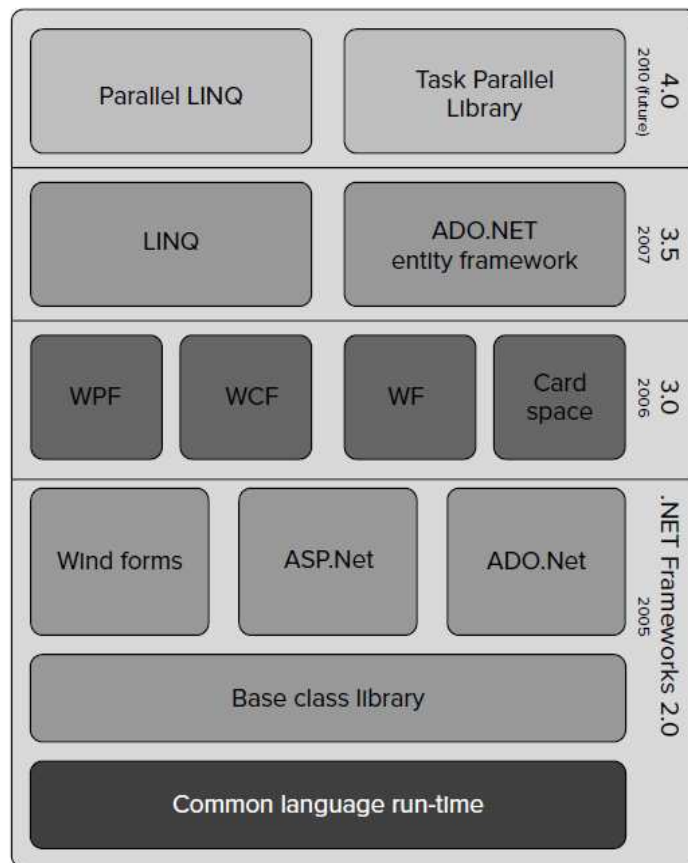 Parallel LINQ
Task Parallel
Library
4.0
2010 (future)
LINQ
ADO.NET
entity framework
3.5
2007
WPF
WCF
WF
Card
space
3.0
2006
Wind forms
ASP.Net
ADO.Net
Base class library
Common language run-time
.NET Frameworks 2.0
2005